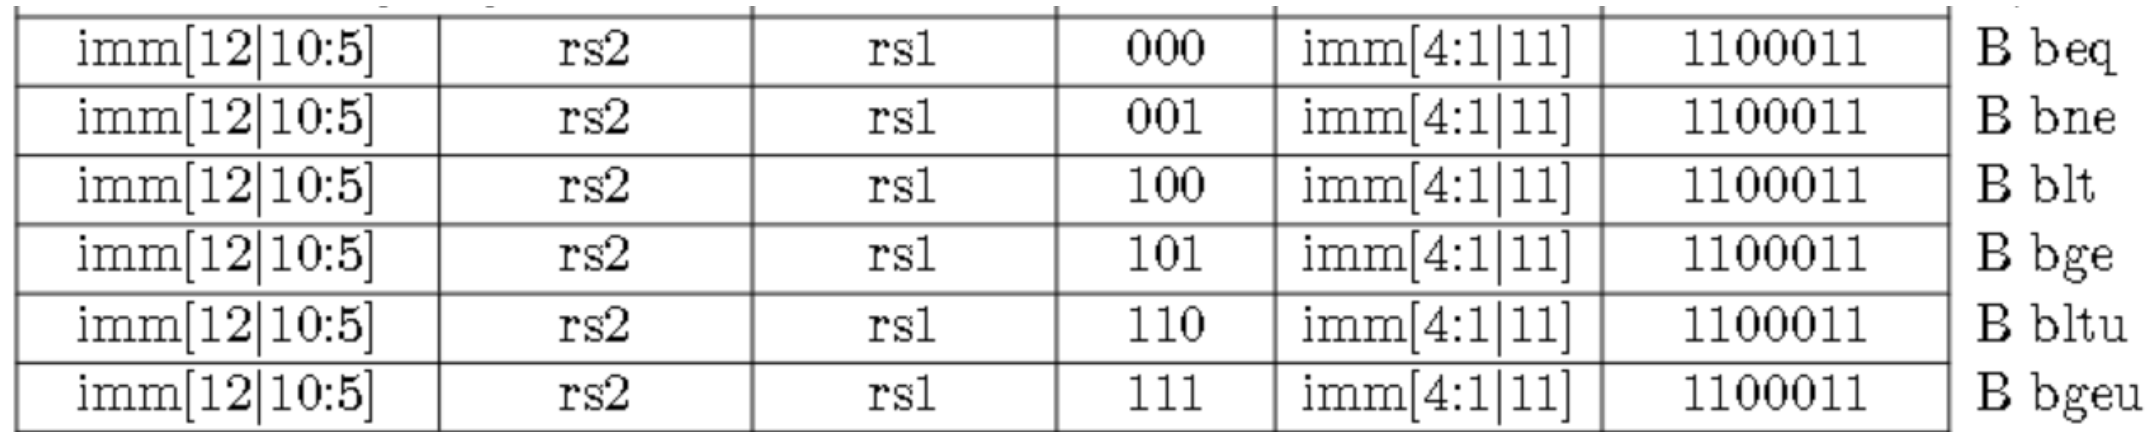 imm[12|10:5] rs2 rs1 000 imm[4:1|11] 1100011 B beq
imm[12|10:5] rs2 rs1 001 imm[4:1|11] 1100011 B bne
imm[12|10:5] rs2 rs1 100 imm[4:1|11] 1100011 B blt
imm[12|10:5] rs2 rs1 101 imm[4:1|11] 1100011 B bge
imm[12|10:5] rs2 rs1 110 imm[4:1|11] 1100011 B bltu
imm[12|10:5] rs2 rs1 111 imm[4:1|11] 1100011 B bgeu